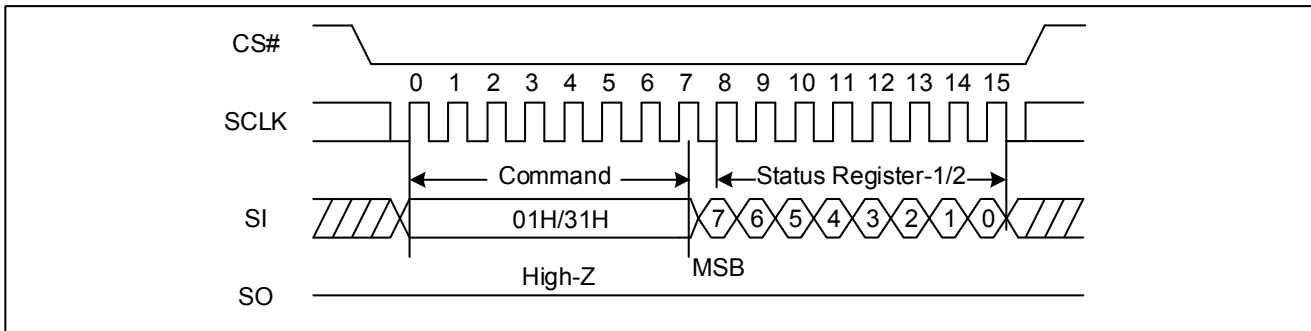 CS#
0 1 2 3 4 5 6 7 8 9 10 11 12 13 14 15
SCLK
Command Status Register-1/2
SI 01H/31H 7 6 5 4 3 2 1 0
High-Z MSB
SO